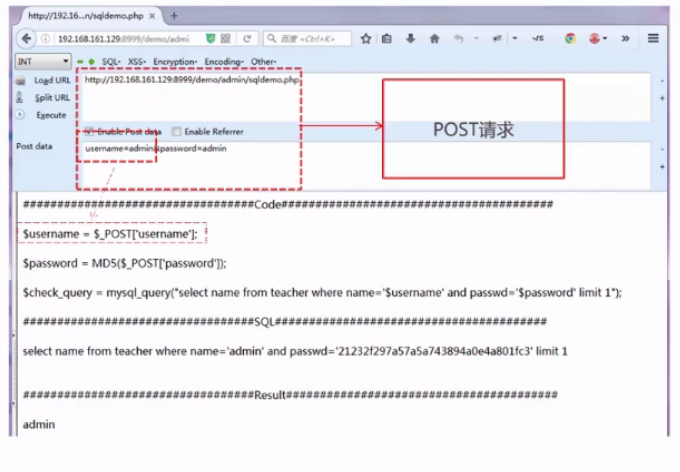 http://192.16...n/sqldemo.php
192.168.161.129:8999/demo/admi
百度 <Ctrl+K>
INT
SQL- XSS- Encryption- Encoding- Other-
Load URL
http://192.168.161.129:8999/demo/admin/sqldemo.php
Split URL
Execute
POST请求
Enable Post data Enable Referrer
Post data
username=admin&password=admin
##################################Code########################################
$username = $_POST['username'];
$password = MD5($_POST['password']);
$check_query = mysql_query("select name from teacher where name='$username' and passwd='$password' limit 1");
##################################SQL########################################
select name from teacher where name='admin' and passwd='21232f297a57a5a743894a0e4a801fc3' limit 1
##################################Result########################################
admin